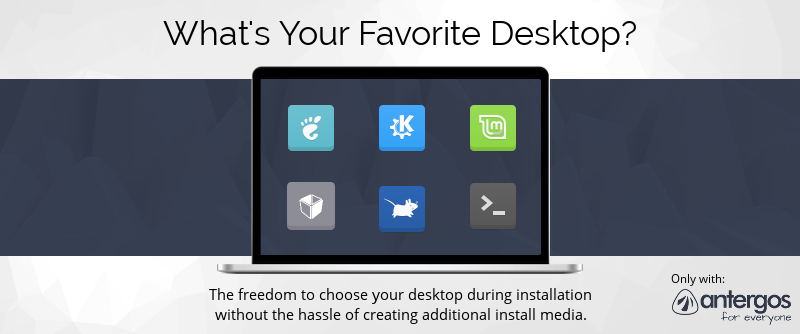 What's Your Favorite Desktop?
The freedom to choose your desktop during installation
without the hassle of creating additional install media.
Only with:
antergos
for everyone